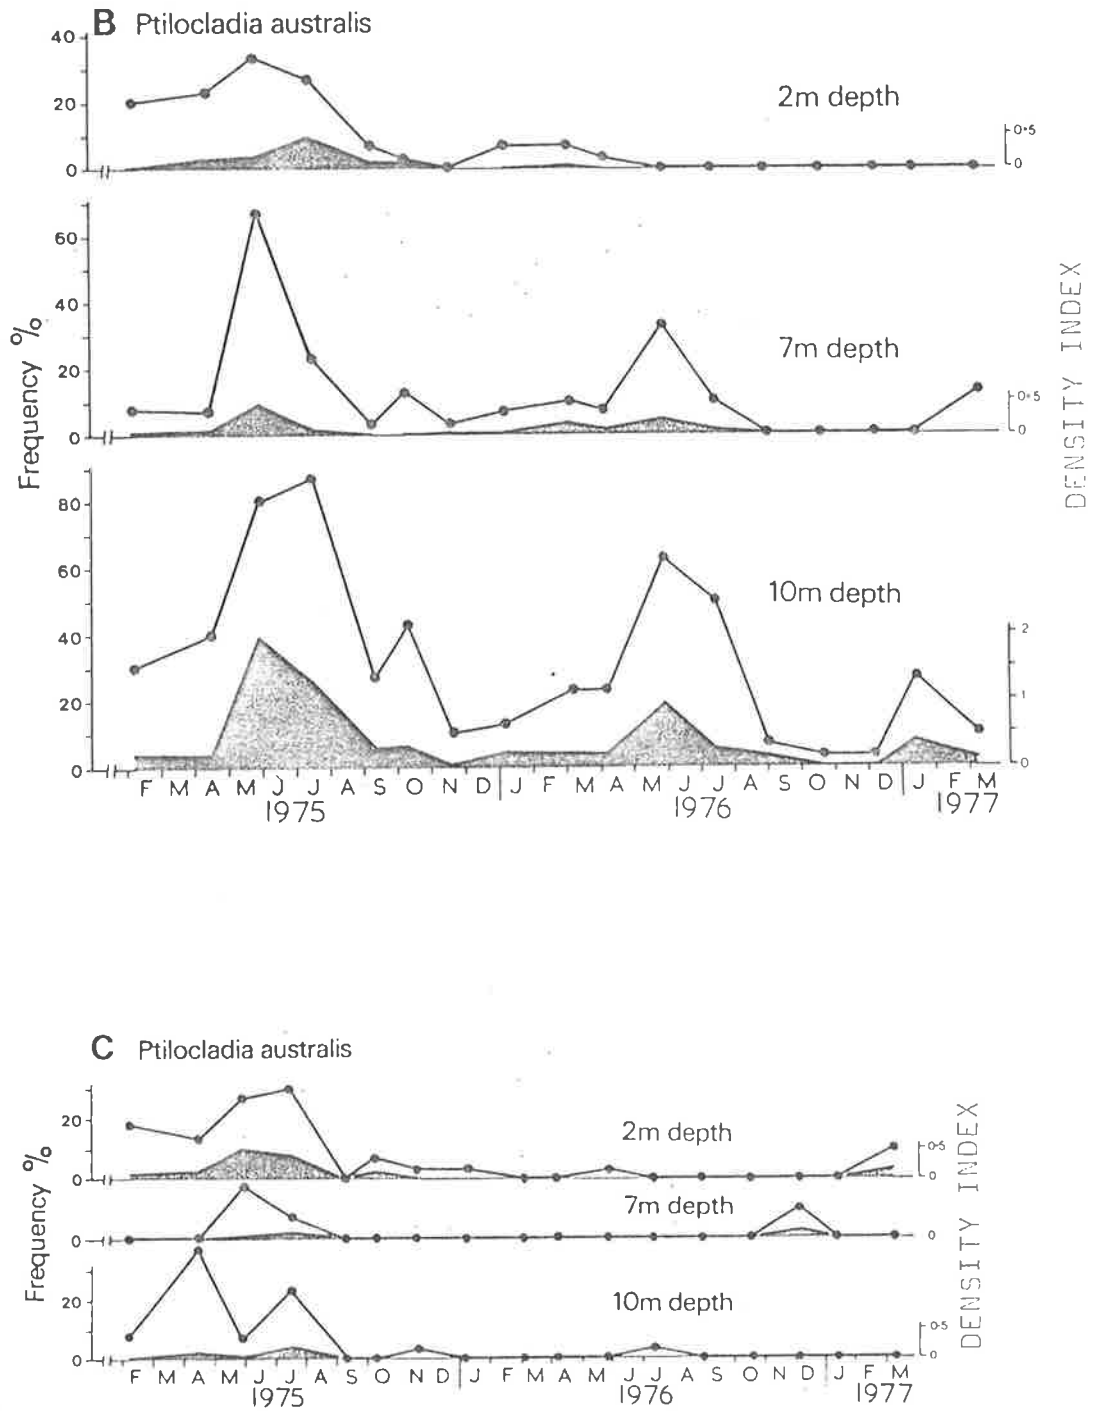 B Ptilocladia australis
40
20
0
2m depth
0·5
0
60
40
20
0
7m depth
0·5
0
Frequency %
DENSITY INDEX
80
60
40
20
0
10m depth
2
1
0
F M A M J J A S O N D J F M A M J J A S O N D J F M
1975 1976 1977
C Ptilocladia australis
20
0
2m depth
0·5
0
7m depth
0
0
Frequency %
DENSITY INDEX
20
0
10m depth
0·5
0
F M A M J J A S O N D J F M A M J J A S O N D J F M
1975 1976 1977